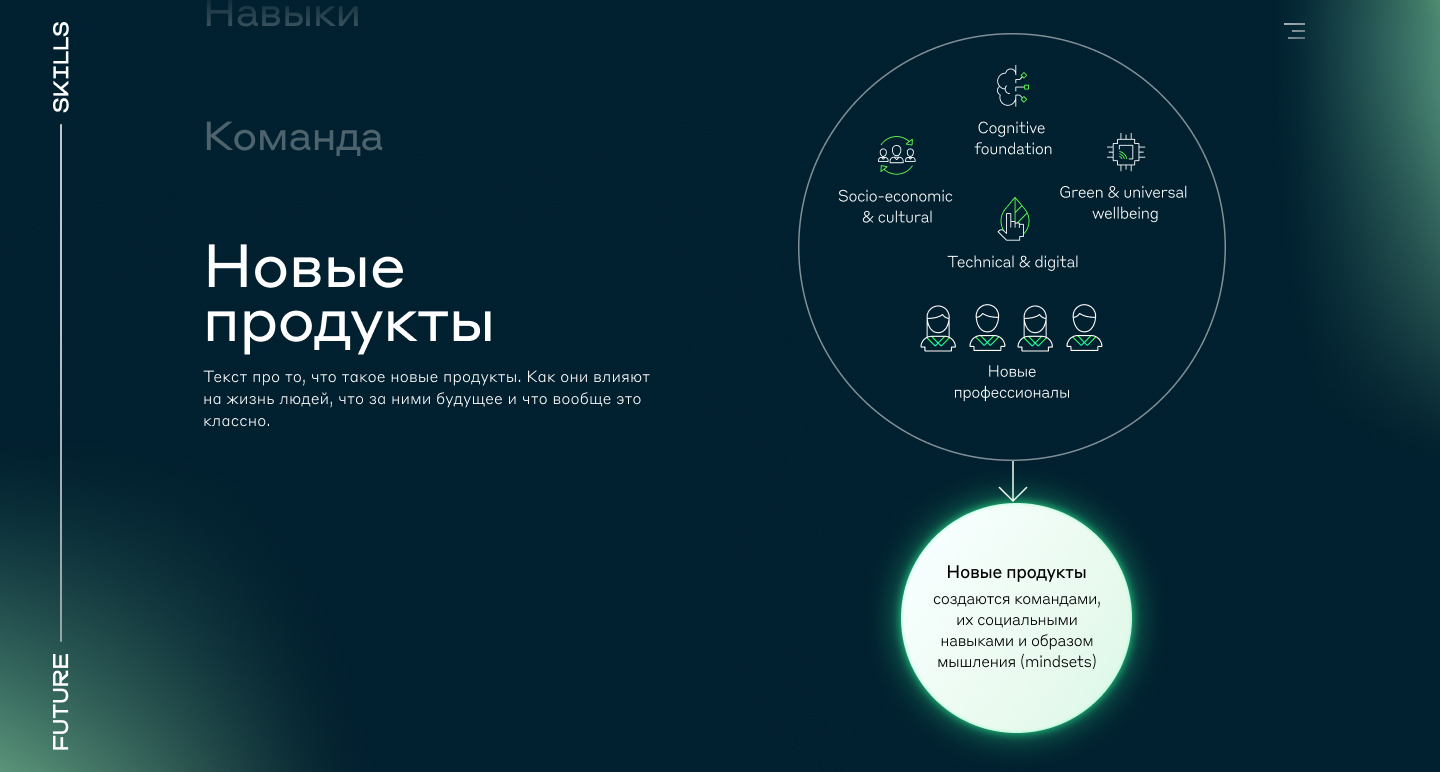 Навыки
SKILLS
FUTURE
Команда
Новые
продукты
Текст про то, что такое новые продукты. Как они влияют
на жизнь людей, что за ними будущее и что вообще это
классно.
Cognitive
foundation
Socio-economic
& cultural
Green & universal
wellbeing
Technical & digital
Новые
профессионалы
Новые продукты
создаются командами,
их социальными
навыками и образом
мышления (mindsets)